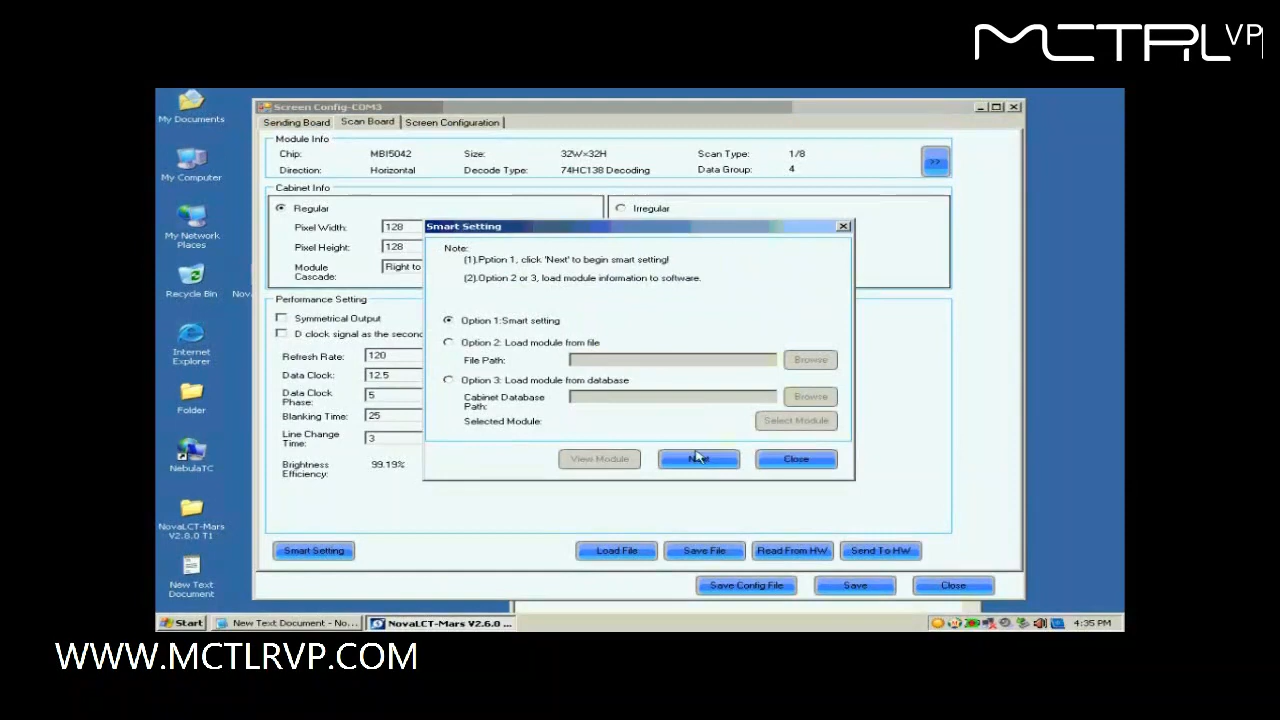 MCTRL VP
My Documents
My Computer
My Network
Places
Recycle Bin
Nov
Internet
Explorer
Folder
NebulaTC
NovaLCT-Mars
V2.8.0 T1
New Text
Document
Screen Config-COM3
Sending Board Scan Board Screen Configuration
Module Info
Chip: MBI5042 Size: 32W×32H Scan Type: 1/8 >>
Direction: Horizontal Decode Type: 74HC138 Decoding Data Group: 4
Cabinet Info
Regular Irregular
Pixel Width: 128
Pixel Height: 128
Module
Cascade:
Right to
Performance Setting
Symmetrical Output
D clock signal as the second
Refresh Rate: 120
Data Clock: 12.5
Data Clock
Phase:
5
Blanking Time: 25
Line Change
Time:
3
Brightness
Efficiency:
99.19%
Smart Setting
Note:
(1).Pption 1, click 'Next' to begin smart setting!
(2).Option 2 or 3, load module information to software.
Option 1:Smart setting
Option 2: Load module from file
File Path: Browse
Option 3: Load module from database
Cabinet Database
Path:
Browse
Selected Module: Select Module
View Module Next Close
Smart Setting Load File Save File Read From HW Send To HW
Save Config File Save Close
Start New Text Document - No... NovaLCT-Mars V2.6.0 ... 4:35 PM
WWW.MCTLRVP.COM